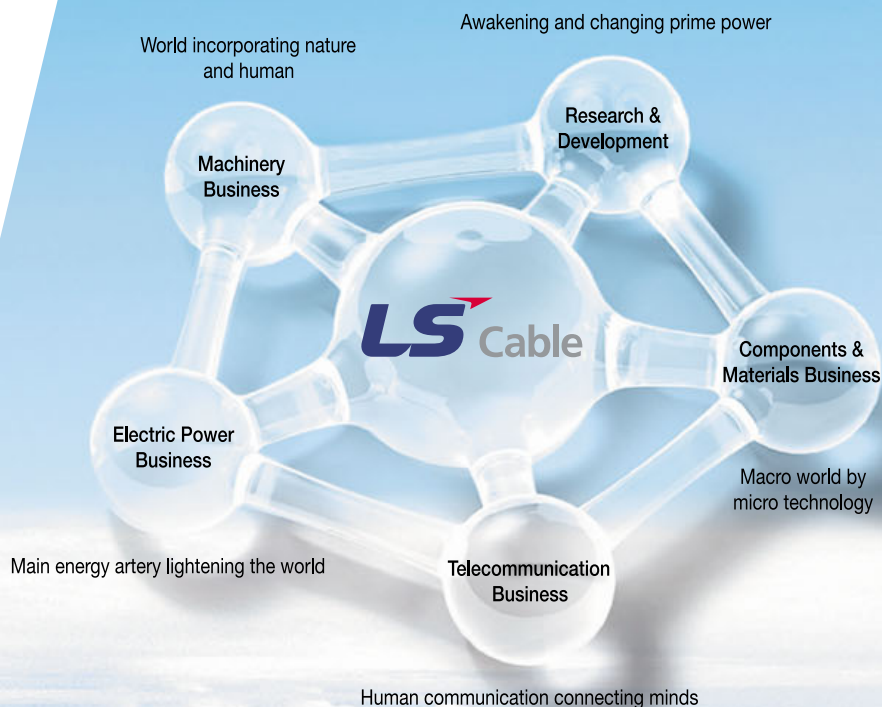 Awakening and changing prime power
World incorporating nature
and human
Research &
Development
Machinery
Business
LS Cable
Components &
Materials Business
Electric Power
Business
Macro world by
micro technology
Main energy artery lightening the world
Telecommunication
Business
Human communication connecting minds